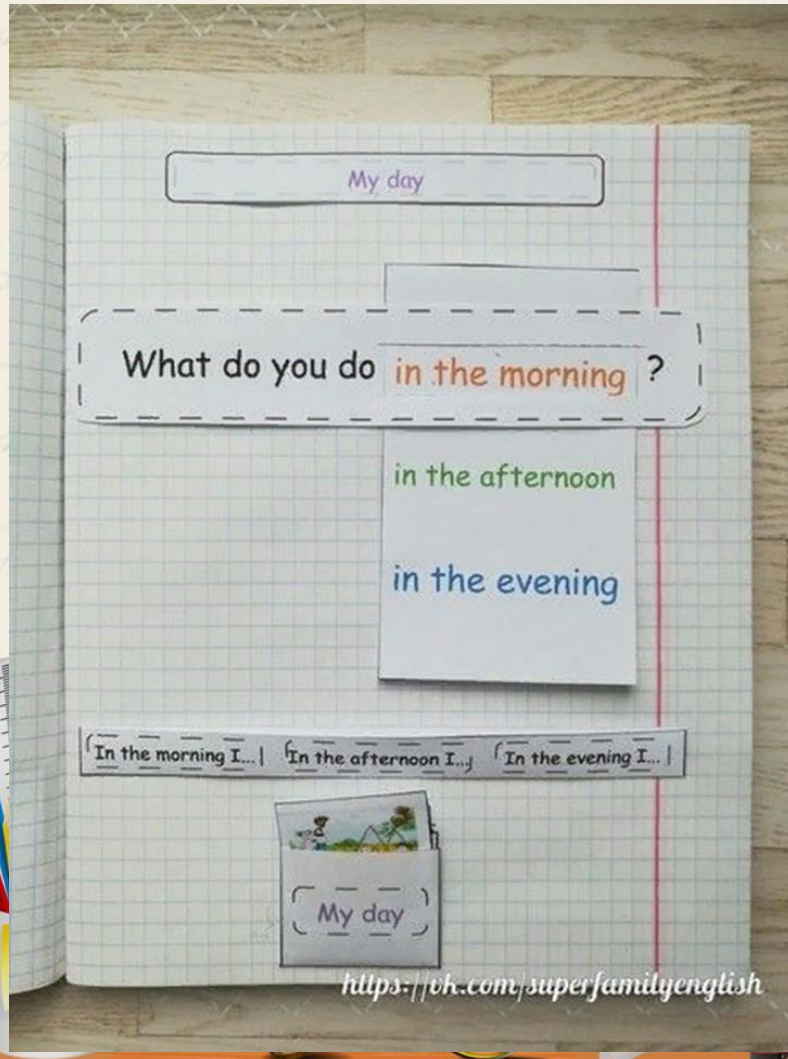 My day
What do you do in the morning ?
in the afternoon
in the evening
In the morning I... In the afternoon I... In the evening I...
My day
https://vk.com/superfamilyenglish